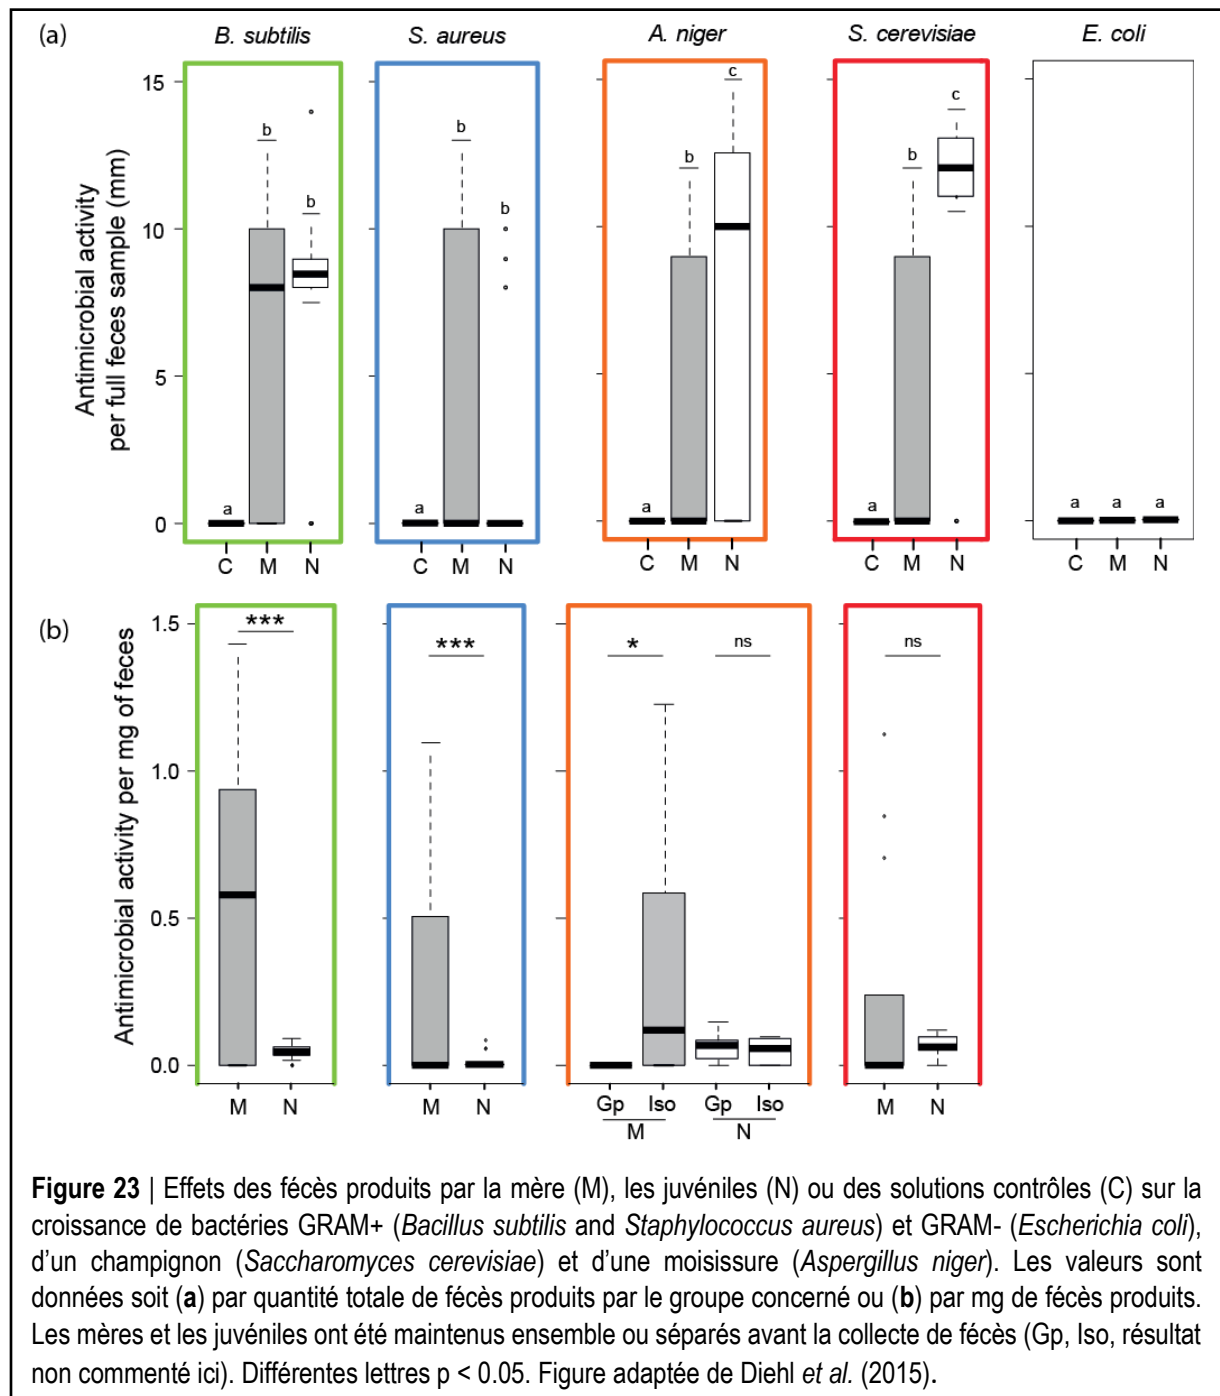 (a) B. subtilis S. aureus A. niger S. cerevisiae E. coli
Antimicrobial activity
per full feces sample (mm)
15
10
5
0
a b b
a b b
a b c
a b c
a a a
C M N C M N C M N C M N C M N
(b)
Antimicrobial activity per mg of feces
1.5
1.0
0.5
0.0
*** *** * ns ns
M N M N Gp Iso Gp Iso M N
M N
Figure 23 | Effets des fécès produits par la mère (M), les juvéniles (N) ou des solutions contrôles (C) sur la
croissance de bactéries GRAM+ (Bacillus subtilis and Staphylococcus aureus) et GRAM- (Escherichia coli),
d'un champignon (Saccharomyces cerevisiae) et d'une moisissure (Aspergillus niger). Les valeurs sont
données soit (a) par quantité totale de fécès produits par le groupe concerné ou (b) par mg de fécès produits.
Les mères et les juvéniles ont été maintenus ensemble ou séparés avant la collecte de fécès (Gp, Iso, résultat
non commenté ici). Différentes lettres p < 0.05. Figure adaptée de Diehl et al. (2015).